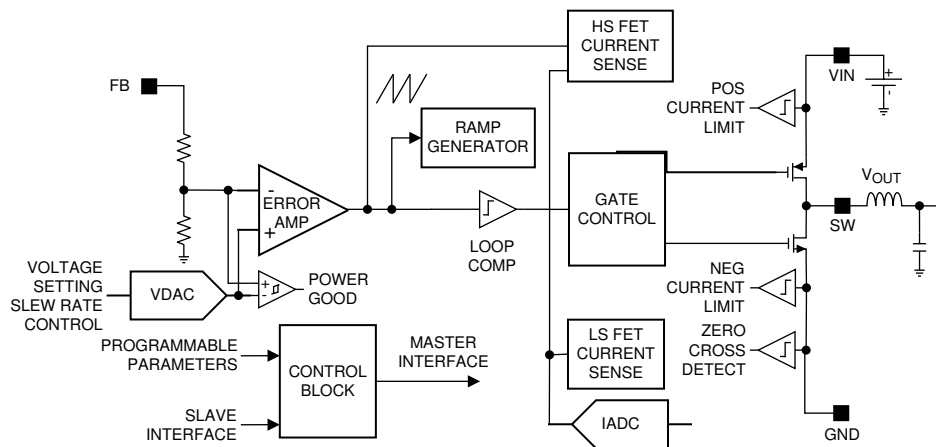 HS FET
CURRENT
SENSE
VIN
+
-
FB
POS
CURRENT
LIMIT
RAMP
GENERATOR
-
ERROR
AMP
+
LOOP
COMP
GATE
CONTROL
VOUT
SW
VOLTAGE
SETTING
SLEW RATE
CONTROL
VDAC
+
-
POWER
GOOD
NEG
CURRENT
LIMIT
PROGRAMMABLE
PARAMETERS
CONTROL
BLOCK
MASTER
INTERFACE
LS FET
CURRENT
SENSE
ZERO
CROSS
DETECT
SLAVE
INTERFACE
IADC
GND